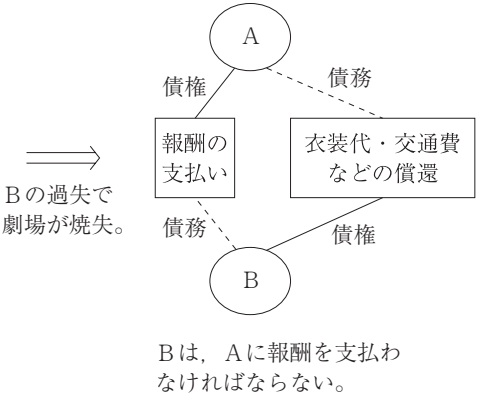 A
債権
債務
報酬の
支払い
衣装代・交通費
などの償還
Bの過失で
劇場が焼失。
債務
債権
B
Bは，Aに報酬を支払わ
なければならない。